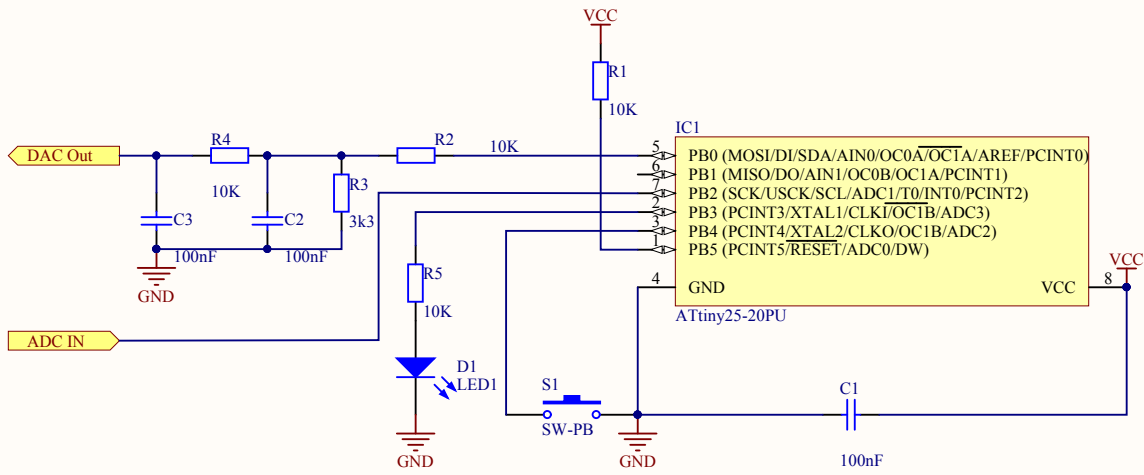 VCC
R1
10K
IC1
DAC Out
R4
10K
R2
10K
R3
3k3
C3
100nF
C2
100nF
GND
5 PB0 (MOSI/DI/SDA/AIN0/OC0A/OC1A/AREF/PCINT0)
6 PB1 (MISO/DO/AIN1/OC0B/OC1A/PCINT1)
7 PB2 (SCK/USCK/SCL/ADC1/T0/INT0/PCINT2)
2 PB3 (PCINT3/XTAL1/CLKI/OC1B/ADC3)
3 PB4 (PCINT4/XTAL2/CLKO/OC1B/ADC2)
1 PB5 (PCINT5/RESET/ADC0/DW)
4 GND
VCC 8
VCC
ATtiny25-20PU
R5
10K
ADC IN
D1
LED1
GND
S1
SW-PB
GND
C1
100nF